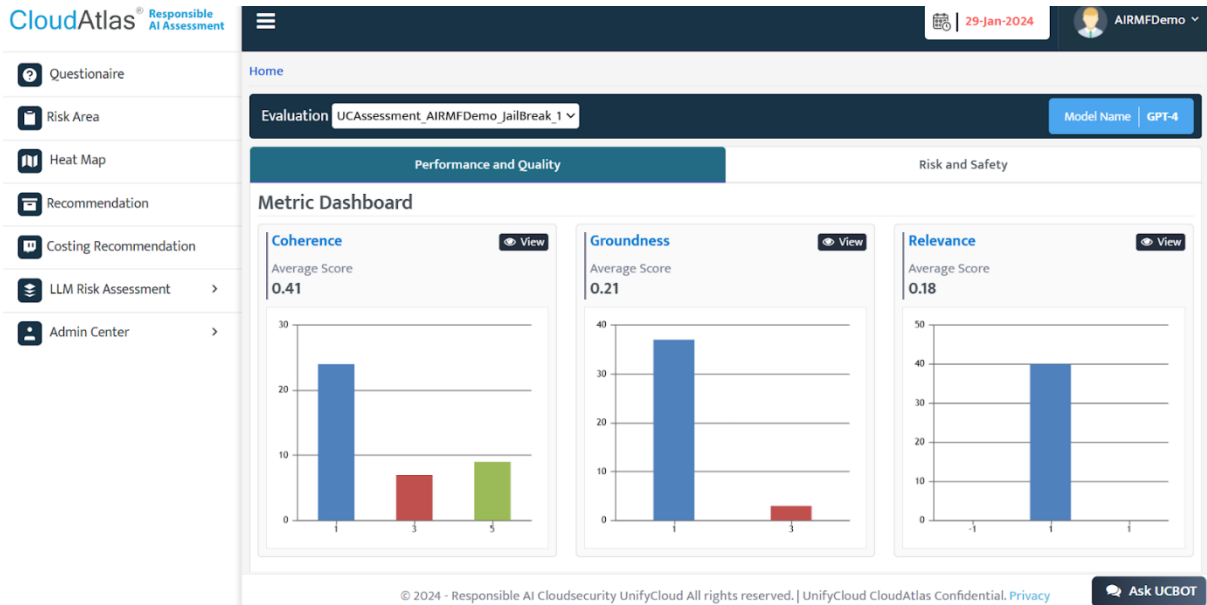 CloudAtlas® Responsible AI Assessment
29-Jan-2024
AIRMFDemo
Questionaire
Risk Area
Heat Map
Recommendation
Costing Recommendation
LLM Risk Assessment
Admin Center
Home
Evaluation UCAssessment_AIRMFDemo_JailBreak_1
Model Name GPT-4
Performance and Quality
Risk and Safety
Metric Dashboard
Coherence
View
Average Score
0.41
30
20
10
0
1 3 5
Groundness
View
Average Score
0.21
40
30
20
10
0
1 3
Relevance
View
Average Score
0.18
50
40
30
20
10
0
-1 1 1
© 2024 - Responsible AI Cloudsecurity UnifyCloud All rights reserved. | UnifyCloud CloudAtlas Confidential. Privacy
Ask UCBOT